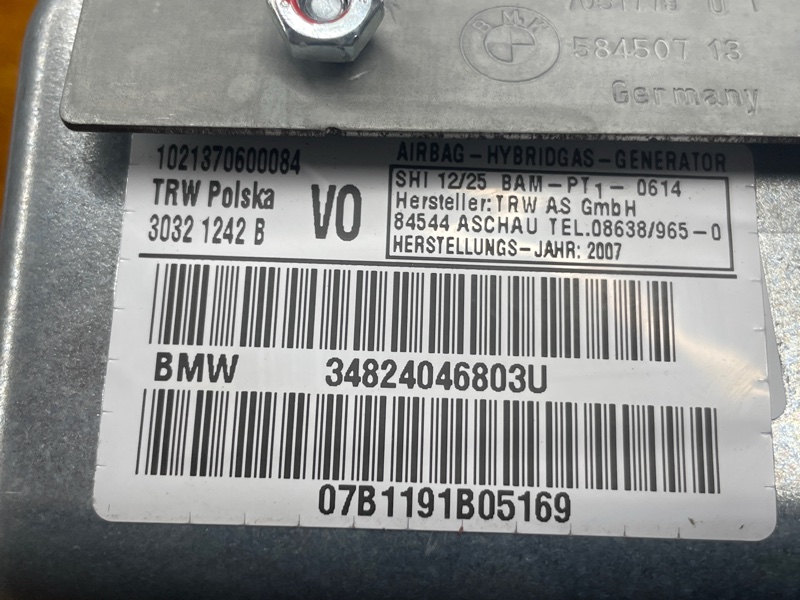 BMW
584507 13
Germany
1021370600084
TRW Polska
3032 1242 B
VO
AIRBAG-HYBRIDGAS-GENERATOR
SHI 12/25 BAM-PT1-0614
Hersteller:TRW AS GmbH
84544 ASCHAU TEL.08638/965-0
HERSTELLUNGS-JAHR: 2007
BMW 34824046803U
07B1191B05169